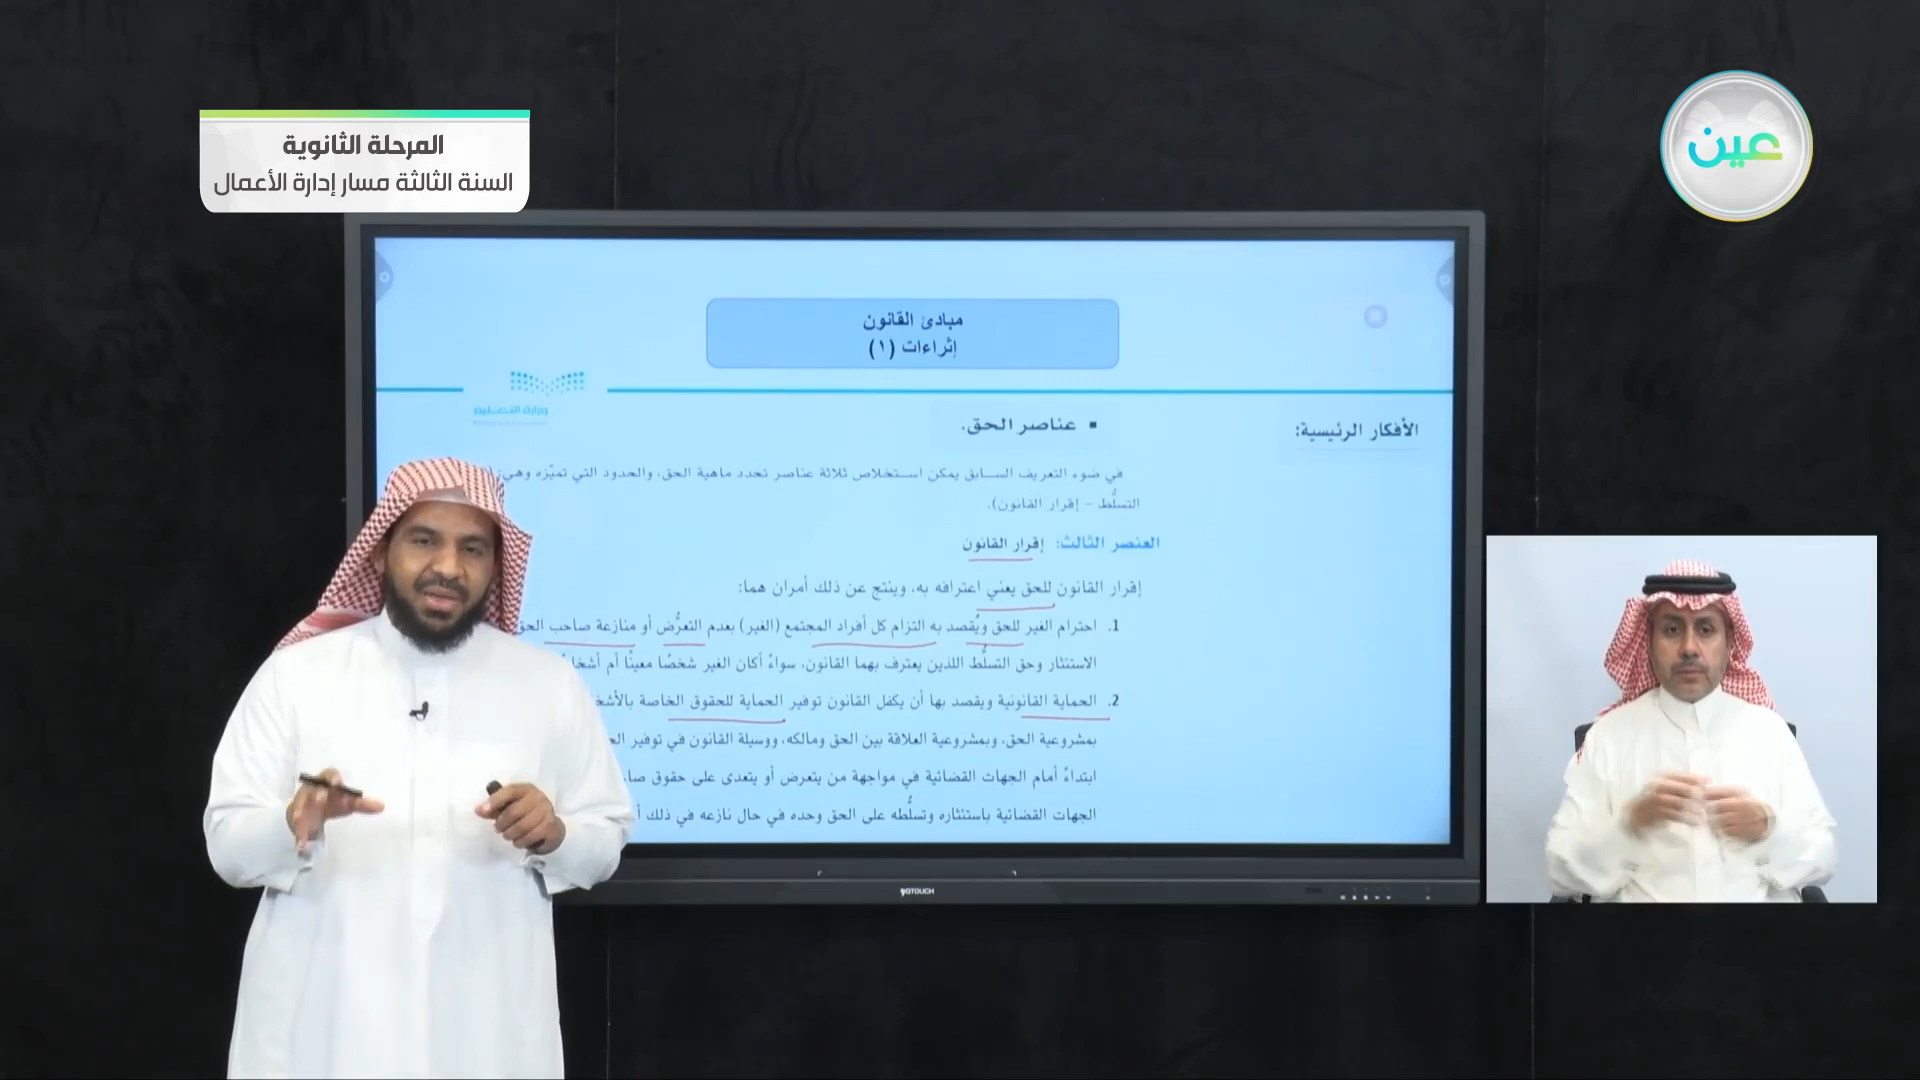 المرحلة الثانوية
السنة الثالثة مسار إدارة الأعمال
عين
مبادئ القانون
إثراءات (١)
وزارة التعليم
الأفكار الرئيسية:
▪ عناصر الحق.
في ضوء التعريف السابق يمكن استخلاص ثلاثة عناصر تحدد ماهية الحق، والحدود التي تميّزه وهي: (
التسلُّط – إقرار القانون).
العنصر الثالث: إقرار القانون
إقرار القانون للحق يعني اعترافه به، وينتج عن ذلك أمران هما:
1. احترام الغير للحق ويُقصد به التزام كل أفراد المجتمع (الغير) بعدم التعرُّض أو منازعة صاحب الحق
الاستئثار وحق التسلُّط اللذين يعترف بهما القانون، سواءً أكان الغير شخصًا معينًا أم
2. الحماية القانونية ويقصد بها أن يكفل القانون توفير الحماية للحقوق الخاصة
بمشروعية الحق، وبمشروعية العلاقة بين الحق ومالكه، ووسيلة القانون في توفير
ابتداءً أمام الجهات القضائية في مواجهة من يتعرض أو يتعدى على حقوق
الجهات القضائية باستئثاره وتسلُّطه على الحق وحده في حال نازعه في ذلك